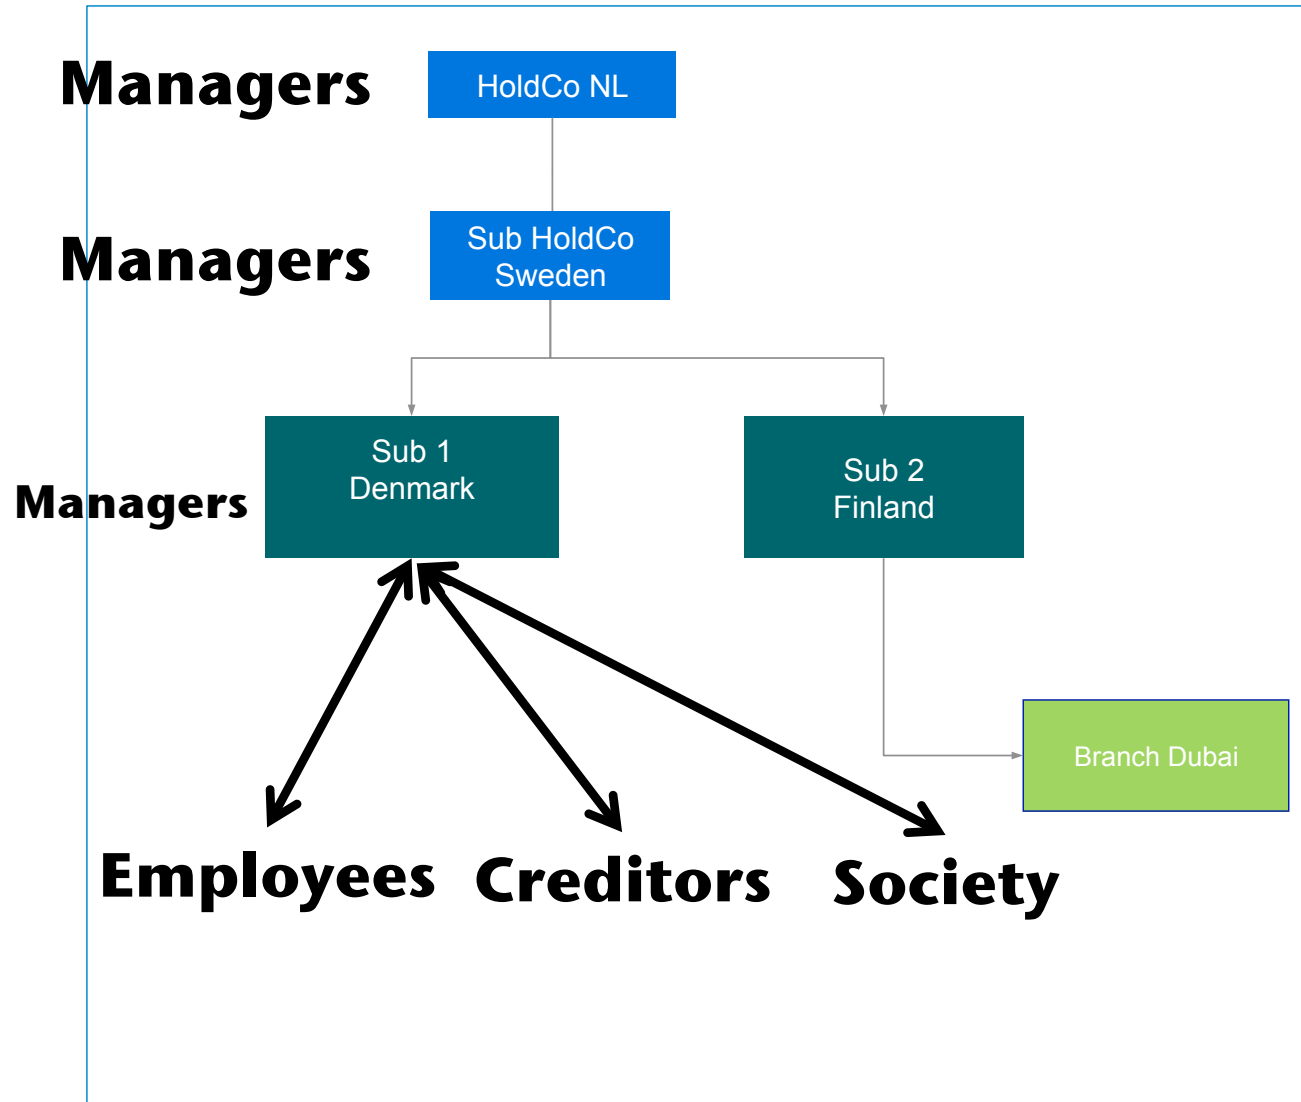 Managers
HoldCo NL
Managers
Sub HoldCo
Sweden
Sub 1
Denmark
Sub 2
Finland
Managers
Branch Dubai
Employees
Creditors
Society